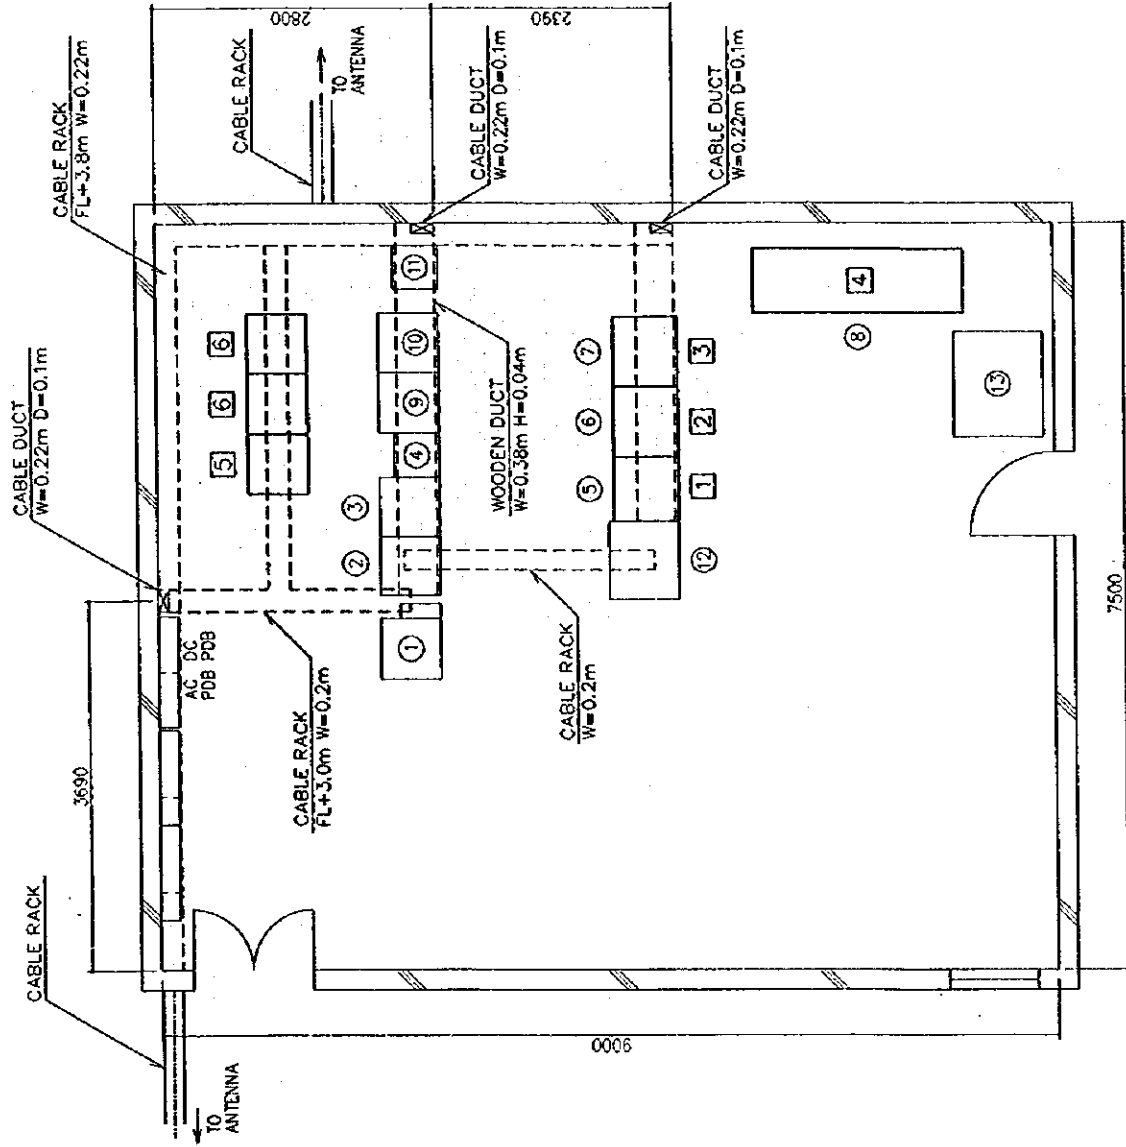 2800
2390
CABLE RACK
FL+3.8m W=0.22m
CABLE RACK
TO
ANTENNA
CABLE DUCT
W=0.22m D=0.1m
CABLE DUCT
W=0.22m D=0.1m
CABLE DUCT
W=0.22m D=0.1m
6
6
5
11
10
9
4
3
2
1
WOODEN DUCT
W=0.38m H=0.04m
7
6
5
12
3
2
1
4
8
13
AC
PDB
DC
PDB
CABLE RACK
FL+3.0m W=0.2m
CABLE RACK
W=0.2m
3690
7500
CABLE RACK
TO
ANTENNA
9000